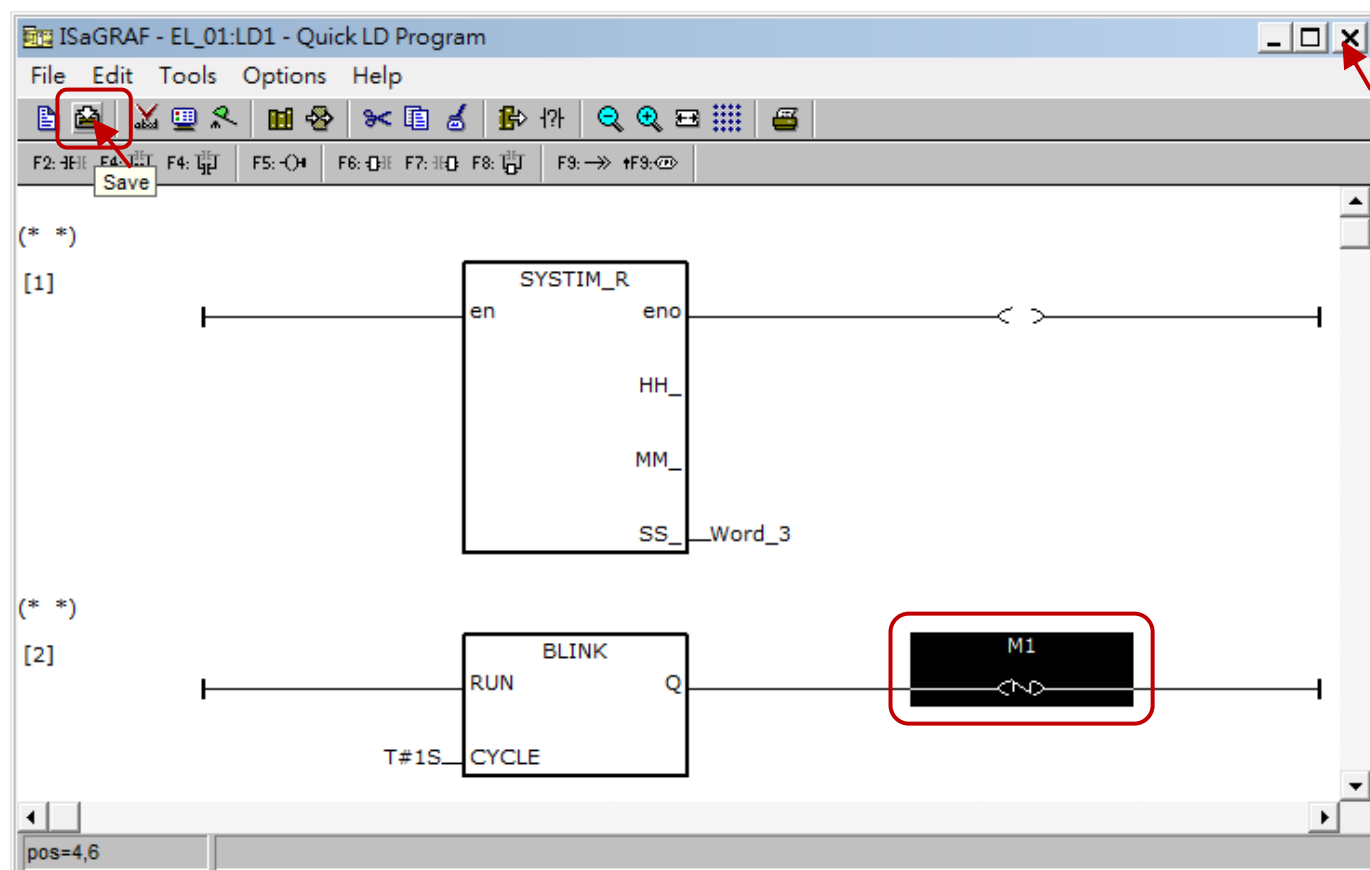 ISaGRAF - EL_01:LD1 - Quick LD Program
File Edit Tools Options Help
F2: F4: F4: F5: F6: F7: F8: F9: F9:
Save
(* *)
[1]
SYSTIM_R
en eno
HH_
MM_
SS_ Word_3
(* *)
[2]
BLINK M1
RUN Q
N
T#1S CYCLE
pos=4,6